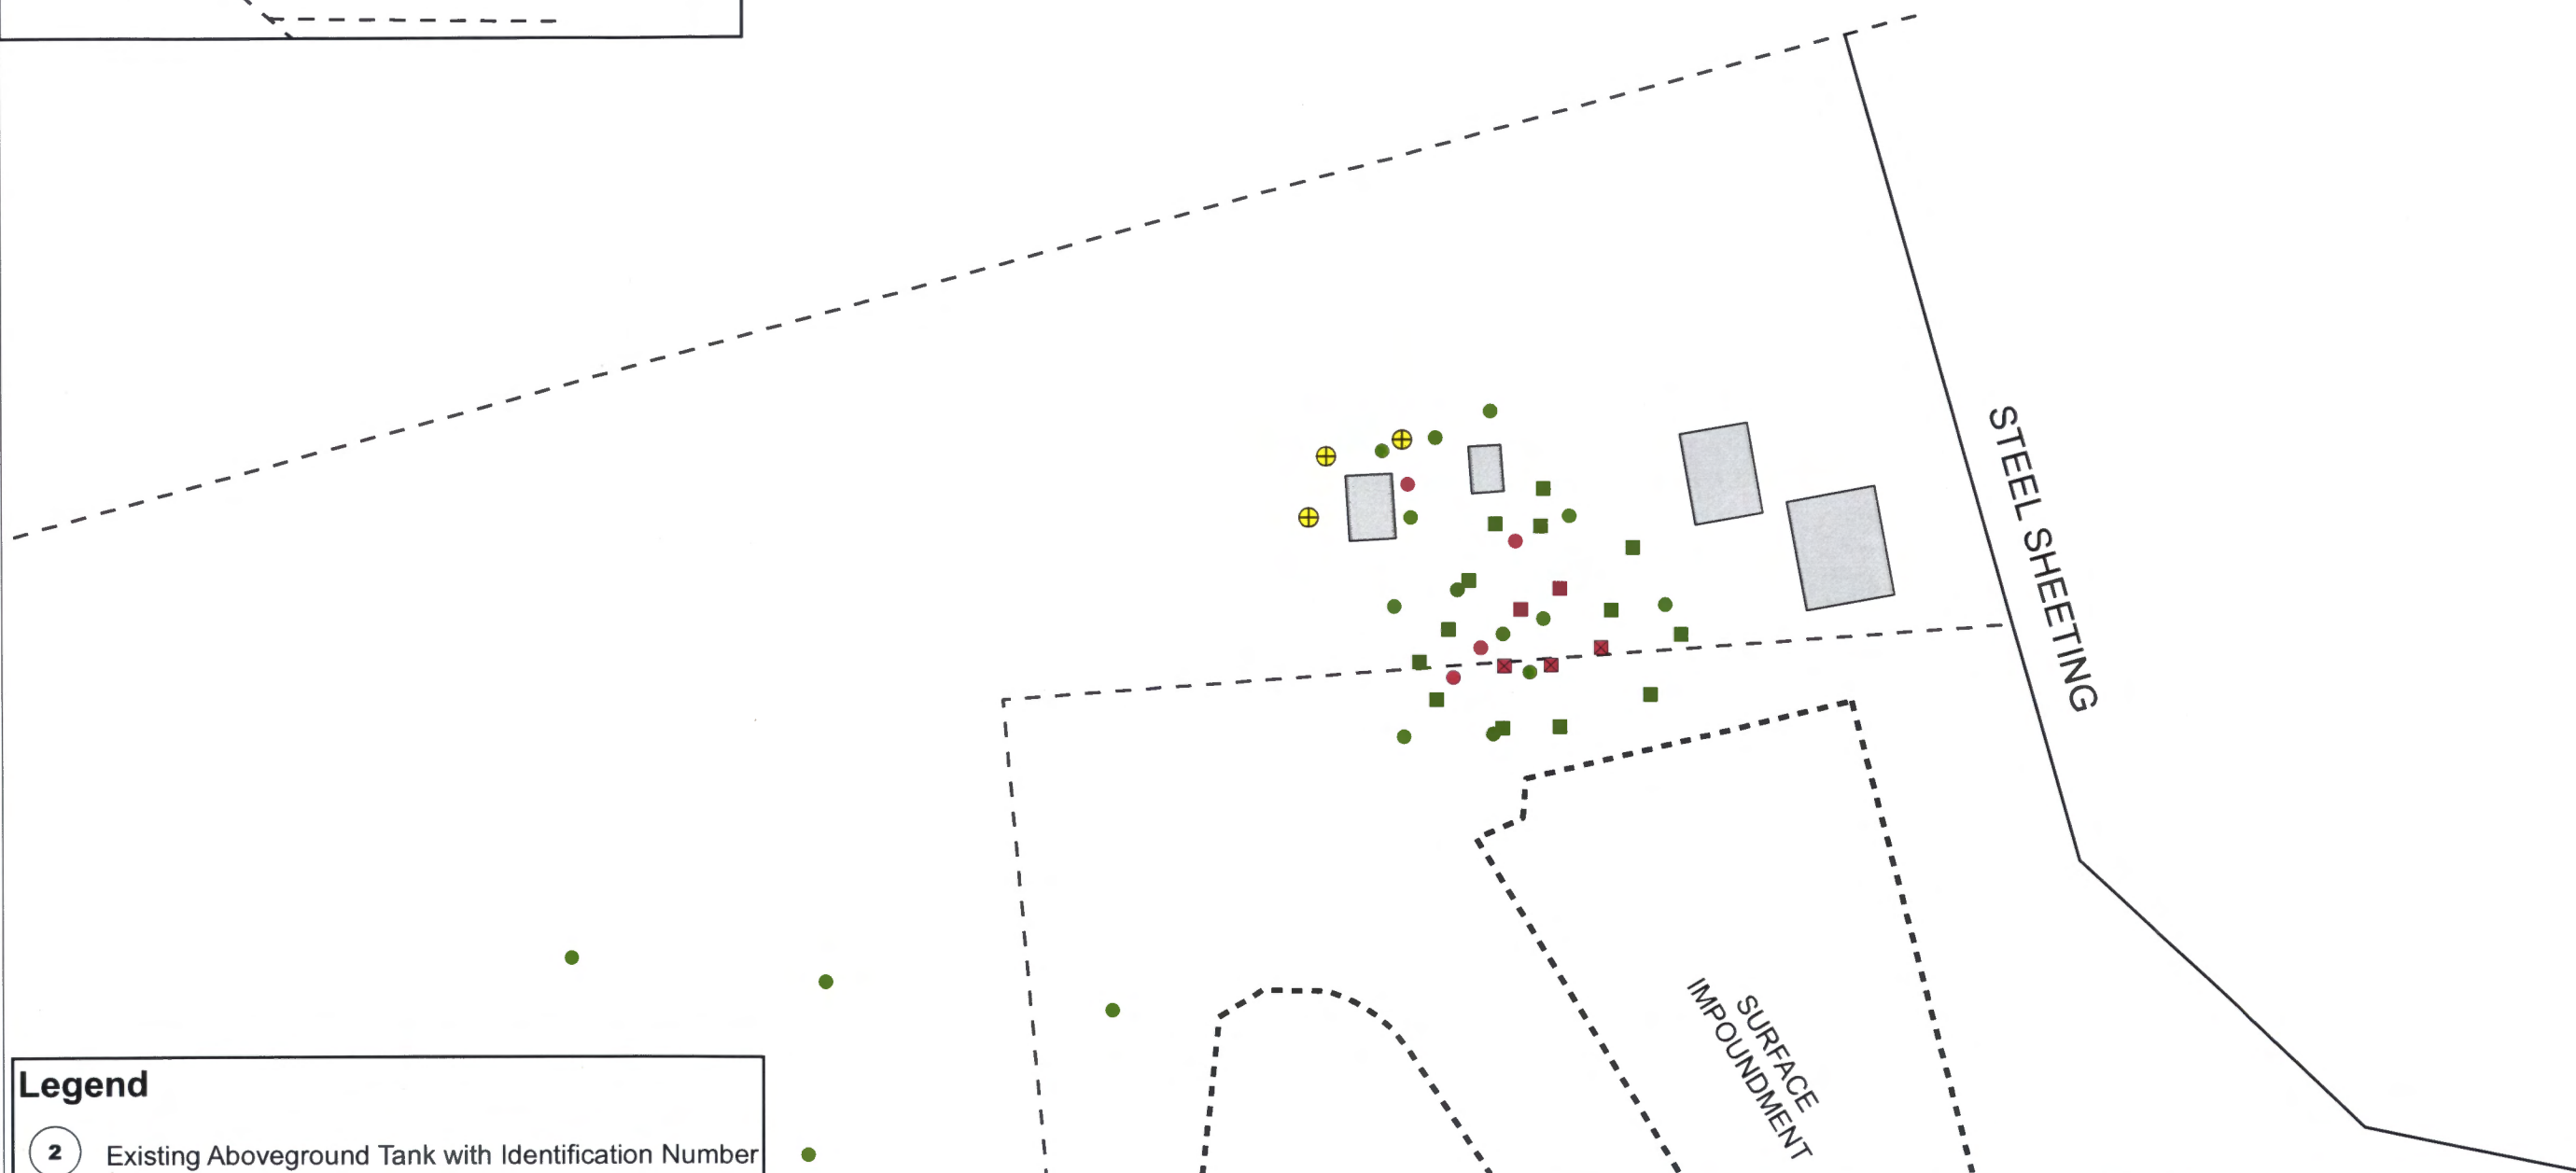 STEEL SHEETING
SURFACE
IMPOUNDMENT
Legend
2 Existing Aboveground Tank with Identification Number